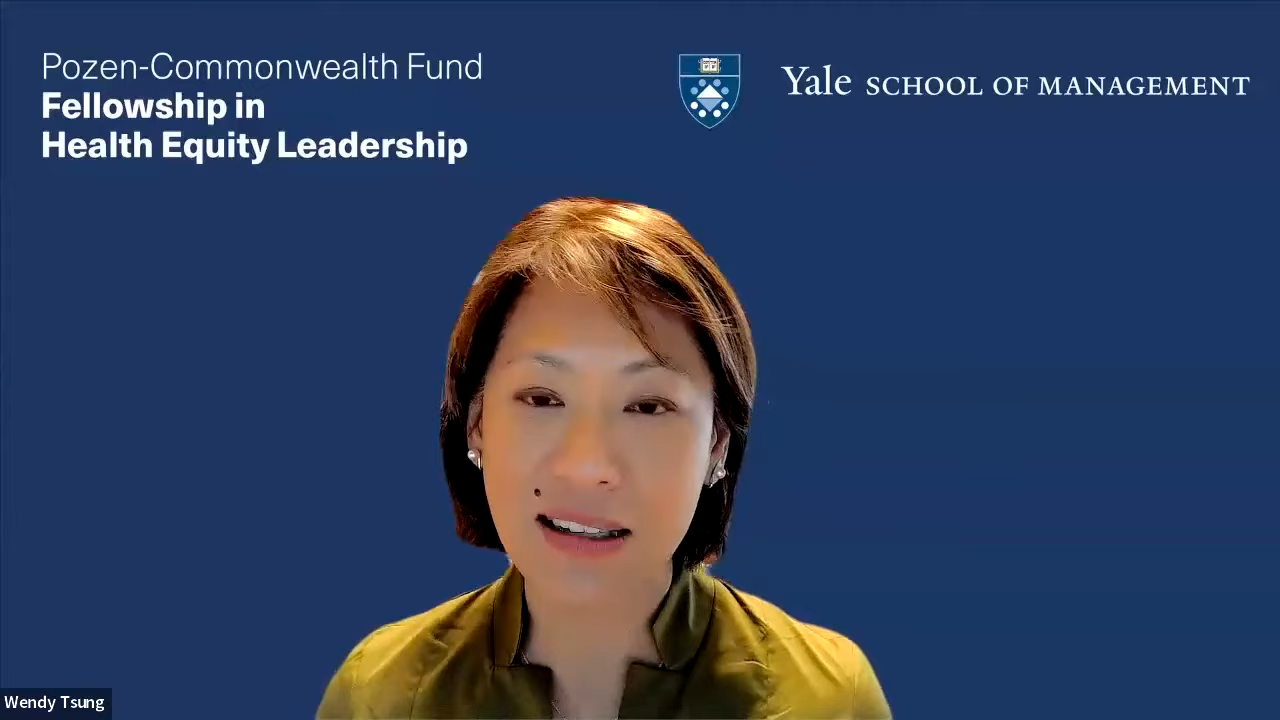 Pozen-Commonwealth Fund
Fellowship in
Health Equity Leadership
Yale SCHOOL OF MANAGEMENT
Wendy Tsung